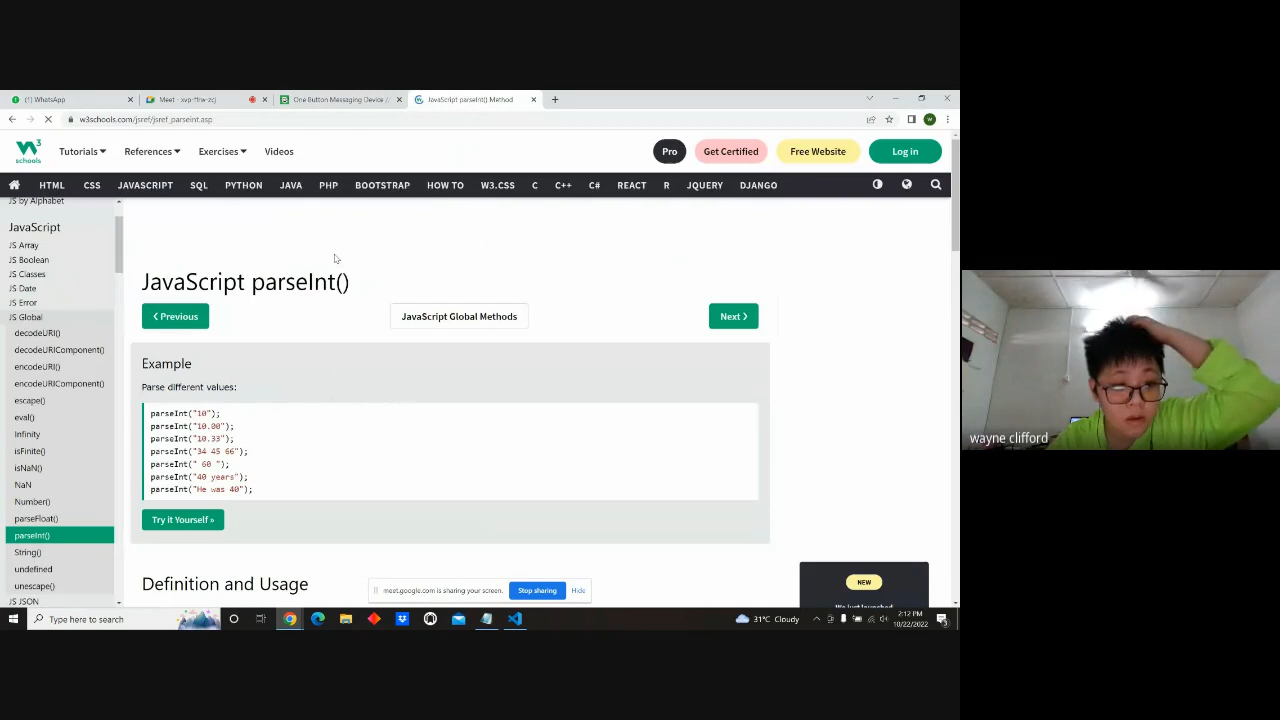 (1) WhatsApp
Meet - xvp-frhw-zcj
One Button Messaging Device //
JavaScript parseInt() Method
w3schools.com/jsref/jsref_parseint.asp
W3 schools
Tutorials
References
Exercises
Videos
Pro
Get Certified
Free Website
Log in
HTML CSS JAVASCRIPT SQL PYTHON JAVA PHP BOOTSTRAP HOW TO W3.CSS C C++ C# REACT R JQUERY DJANGO
JS by Alphabet
JavaScript
JS Array
JS Boolean
JS Classes
JS Date
JS Error
JS Global
decodeURI()
decodeURIComponent()
encodeURI()
encodeURIComponent()
escape()
eval()
Infinity
isFinite()
isNaN()
NaN
Number()
parseFloat()
parseInt()
String()
undefined
unescape()
JS JSON
JavaScript parseInt()
❮ Previous
JavaScript Global Methods
Next ❯
Example
Parse different values:
parseInt("10");
parseInt("10.00");
parseInt("10.33");
parseInt("34 45 66");
parseInt(" 60 ");
parseInt("40 years");
parseInt("He was 40");
Try it Yourself »
Definition and Usage
NEW
We just launched
meet.google.com is sharing your screen.
Stop sharing
Hide
Type here to search
31°C Cloudy
2:12 PM
10/22/2022
wayne clifford